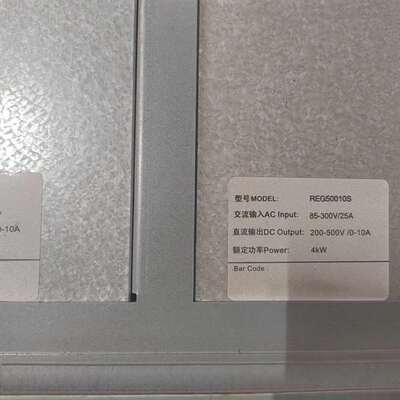 0-10A
型号MODEL: REG50010S
交流输入AC Input: 85-300V/25A
直流输出DC Output: 200-500V /0-10A
额定功率Power: 4kW
Bar Code :